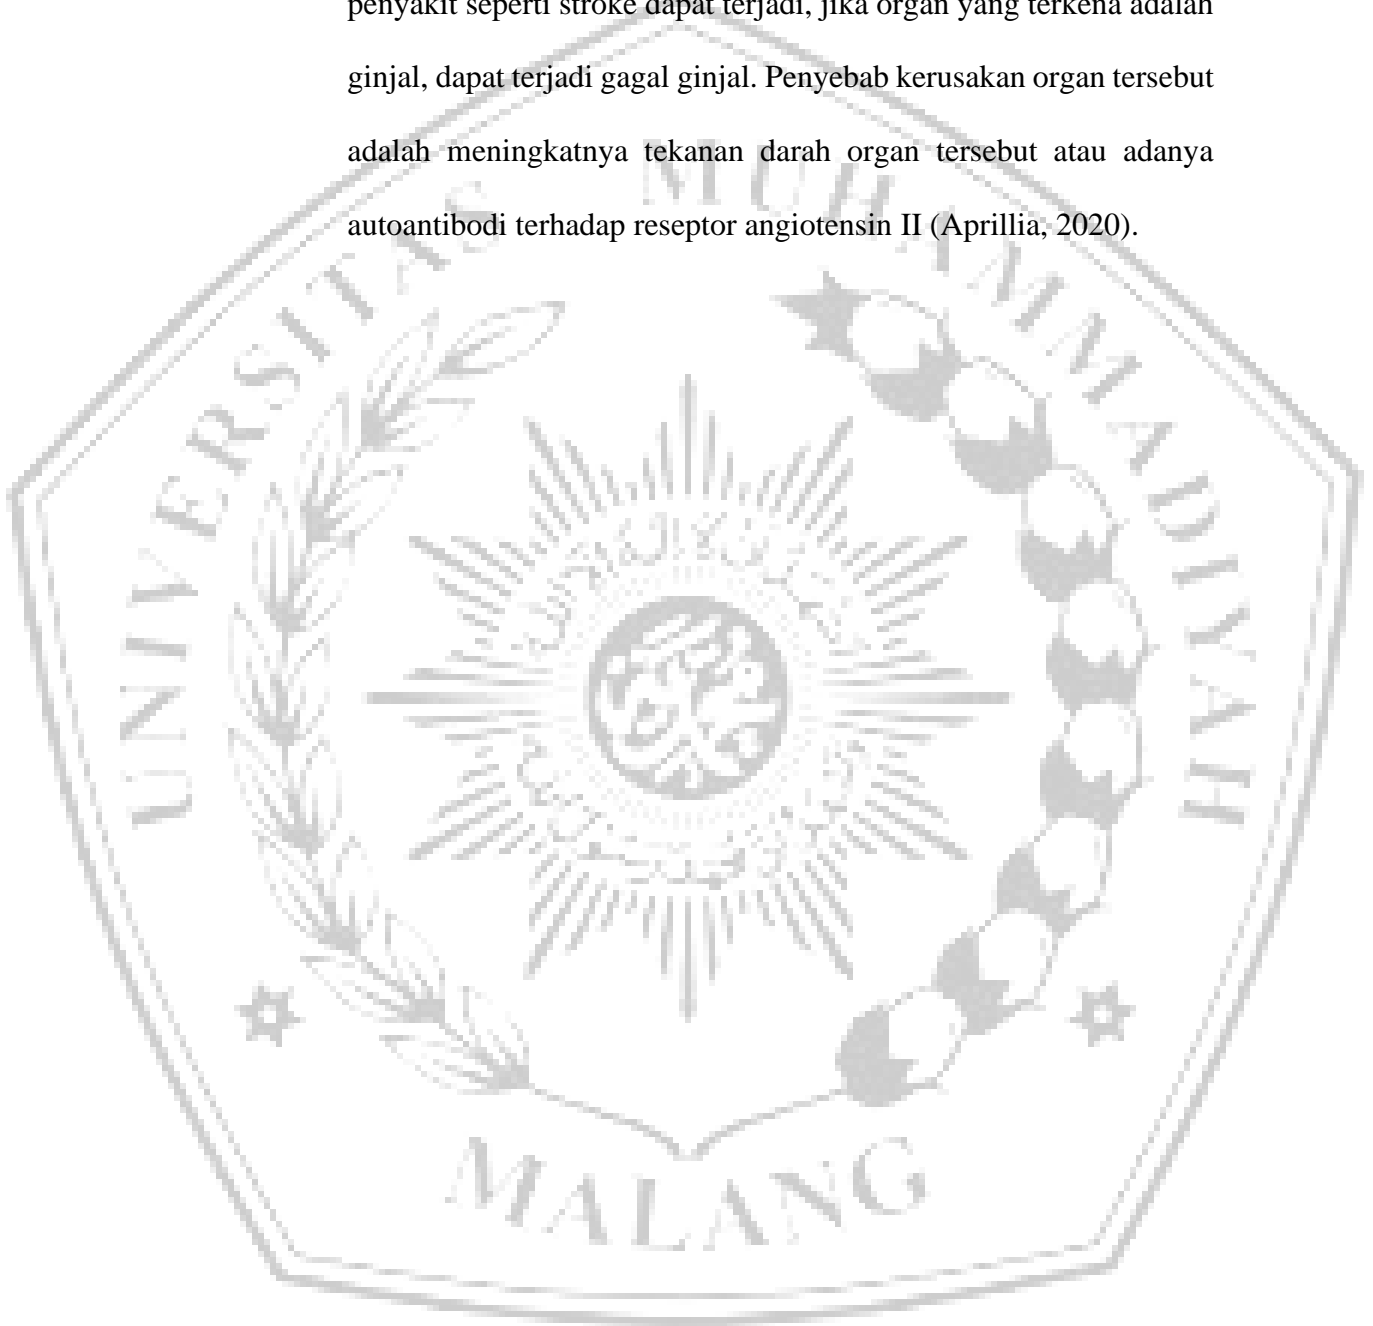 penyakit seperti stroke dapat terjadi, jika organ yang terkena adalah
ginjal, dapat terjadi gagal ginjal. Penyebab kerusakan organ tersebut
adalah meningkatnya tekanan darah organ tersebut atau adanya
autoantibodi terhadap reseptor angiotensin II (Aprillia, 2020).
UNIVERSITAS MUHAMMADIYAH
MALANG